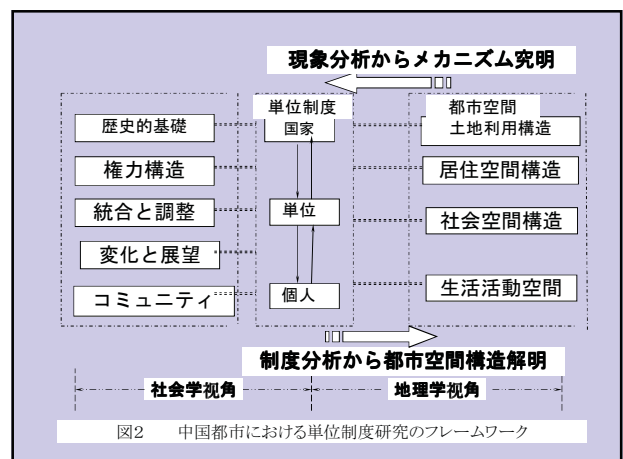 現象分析からメカニズム究明
歴史的基礎
権力構造
統合と調整
変化と展望
コミュニティ
単位制度
国家
単位
個人
都市空間
土地利用構造
居住空間構造
社会空間構造
生活活動空間
制度分析から都市空間構造解明
社会学视角
地理学视角
図2 中国都市における単位制度研究のフレームワーク